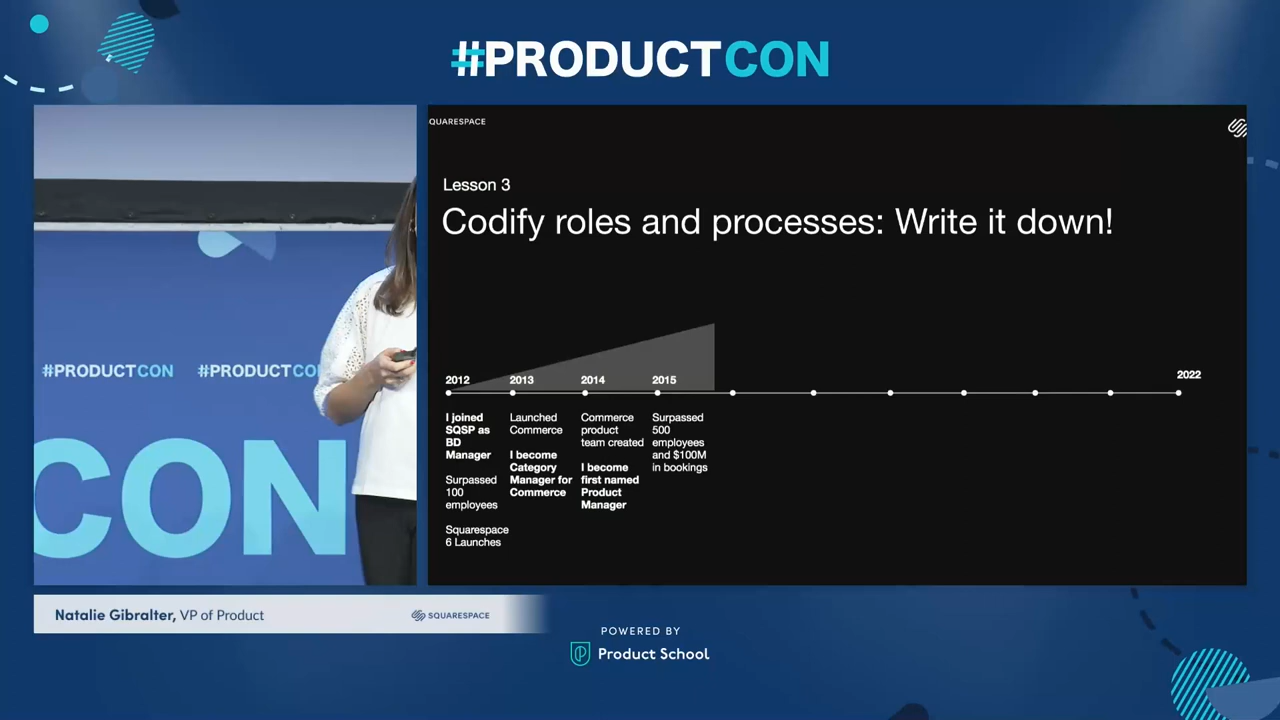 #PRODUCTCON
QUARESPACE
Lesson 3
Codify roles and processes: Write it down!
2012
2013
2014
2015
2022
I joined
SQSP as
BD
Manager
Surpassed
100
employees
Squarespace
6 Launches
Launched
Commerce
I become
Category
Manager for
Commerce
Commerce
product
team created
I become
first named
Product
Manager
Surpassed
500
employees
and $100M
in bookings
#PRODUCTCON #PRODUCTCO
CON
Natalie Gibralter, VP of Product
SQUARESPACE
POWERED BY
Product School